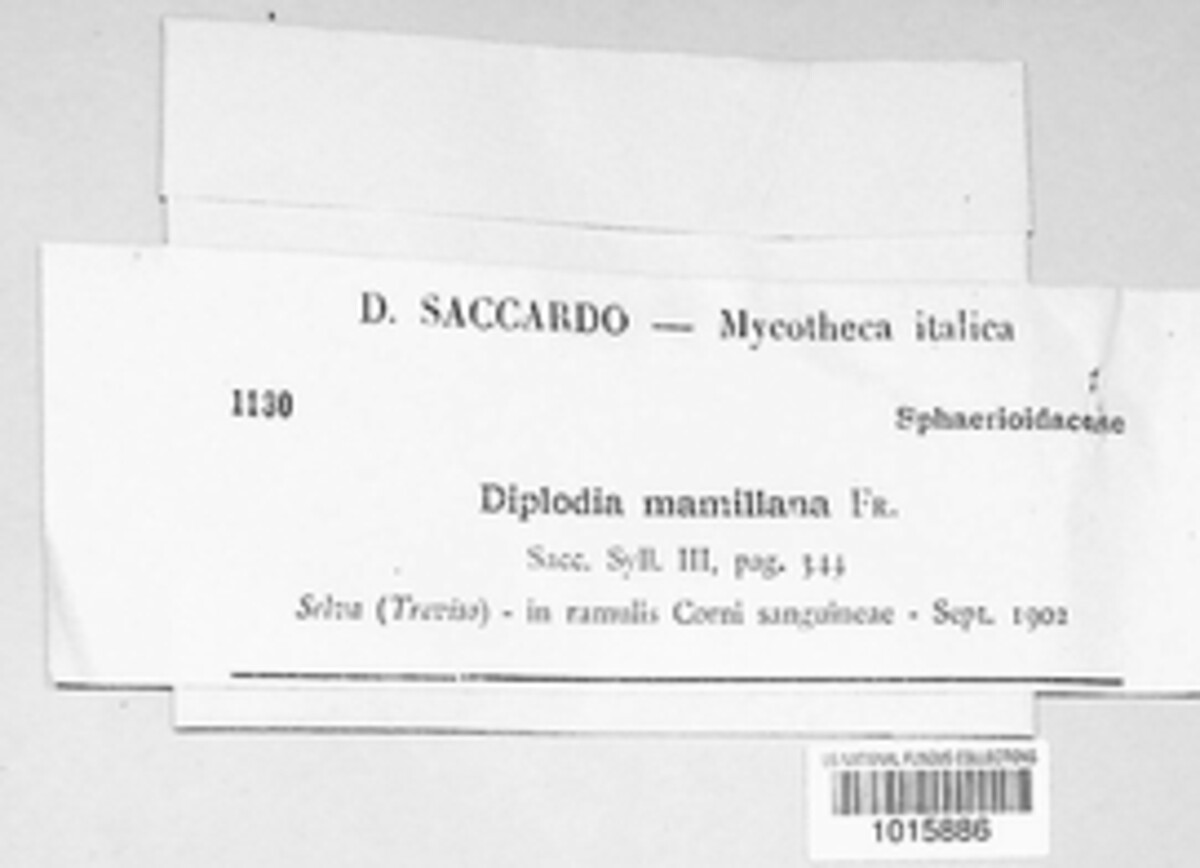 D. SACCARDO — Mycotheca italica
1130
Sphaerioidaceae
Diplodia mamillana FR.
Sacc. Syll. III, pag. 344
Selva (Treviso) - in ramulis Corni sanguineae - Sept. 1902
US NATIONAL FUNGUS COLLECTIONS
1015886